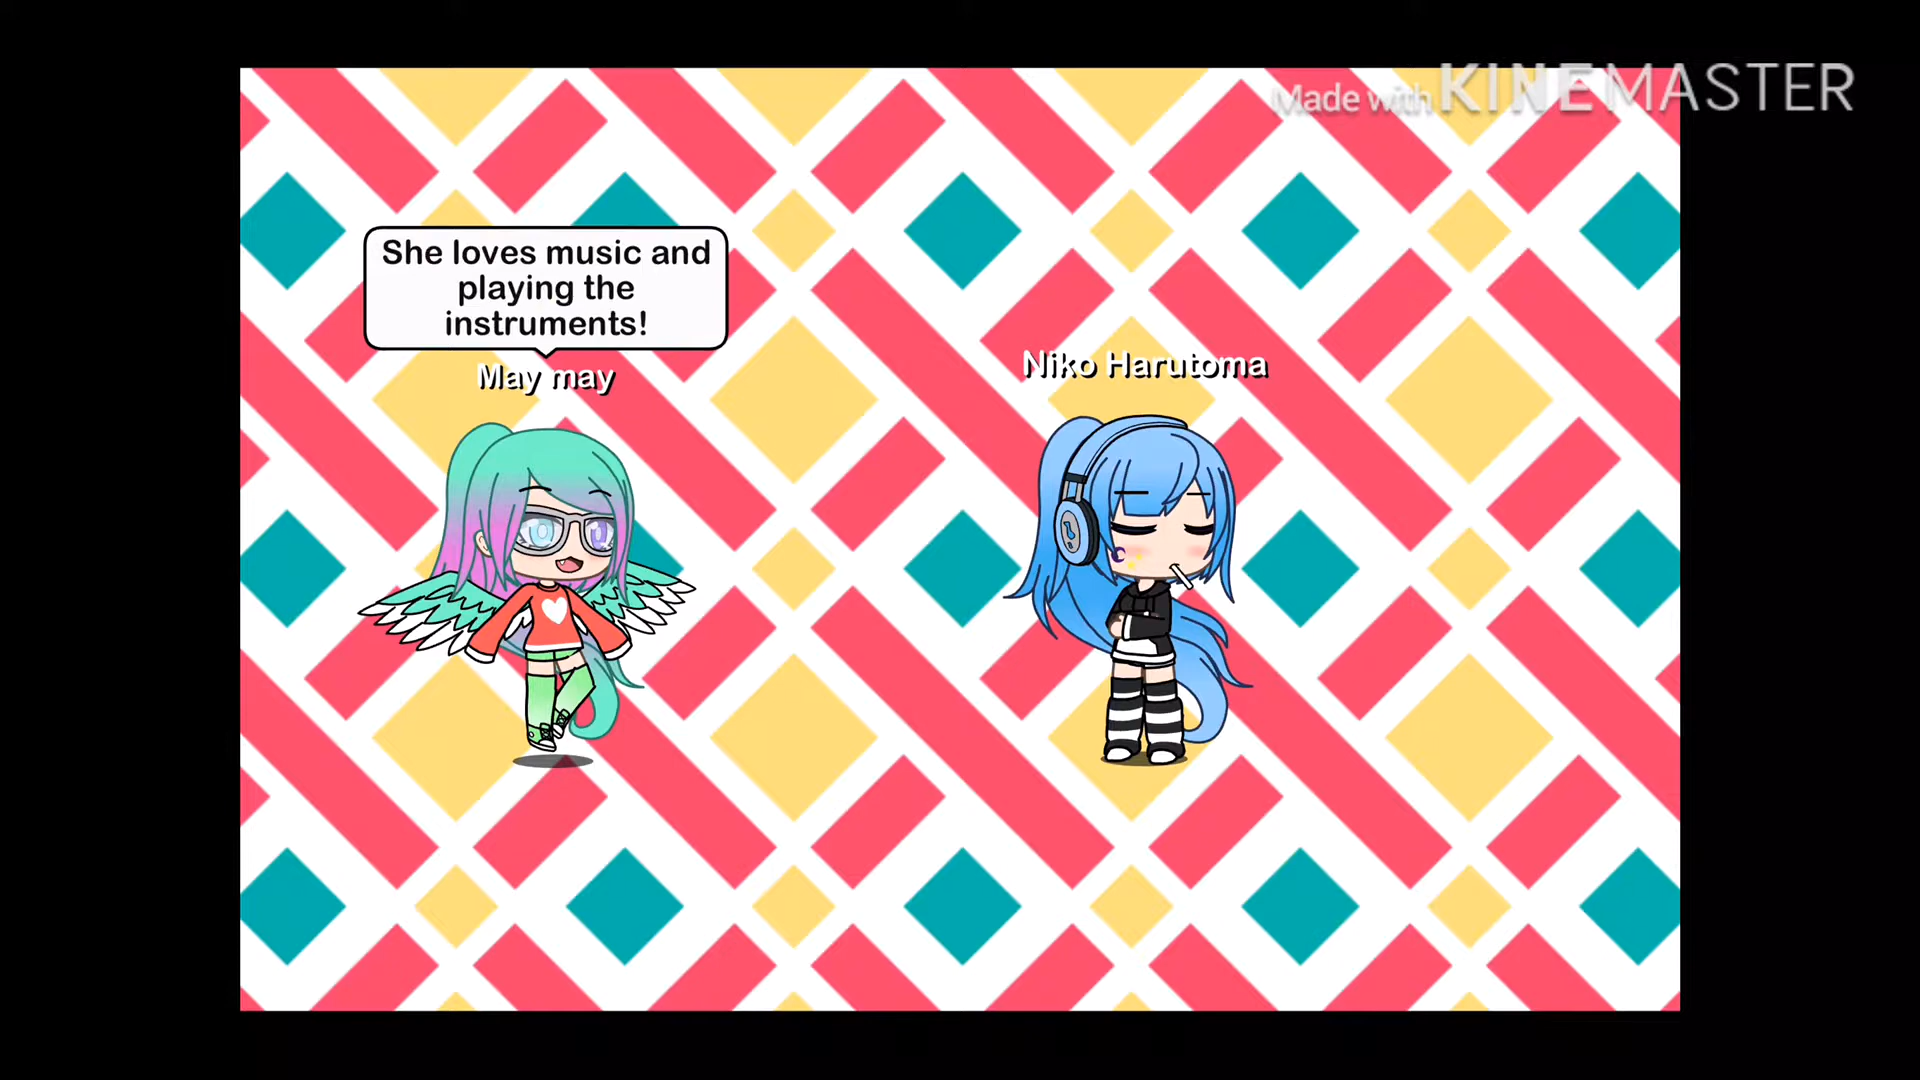 Made with KINEMASTER
She loves music and
playing the
instruments!
May may
Niko Harutoma